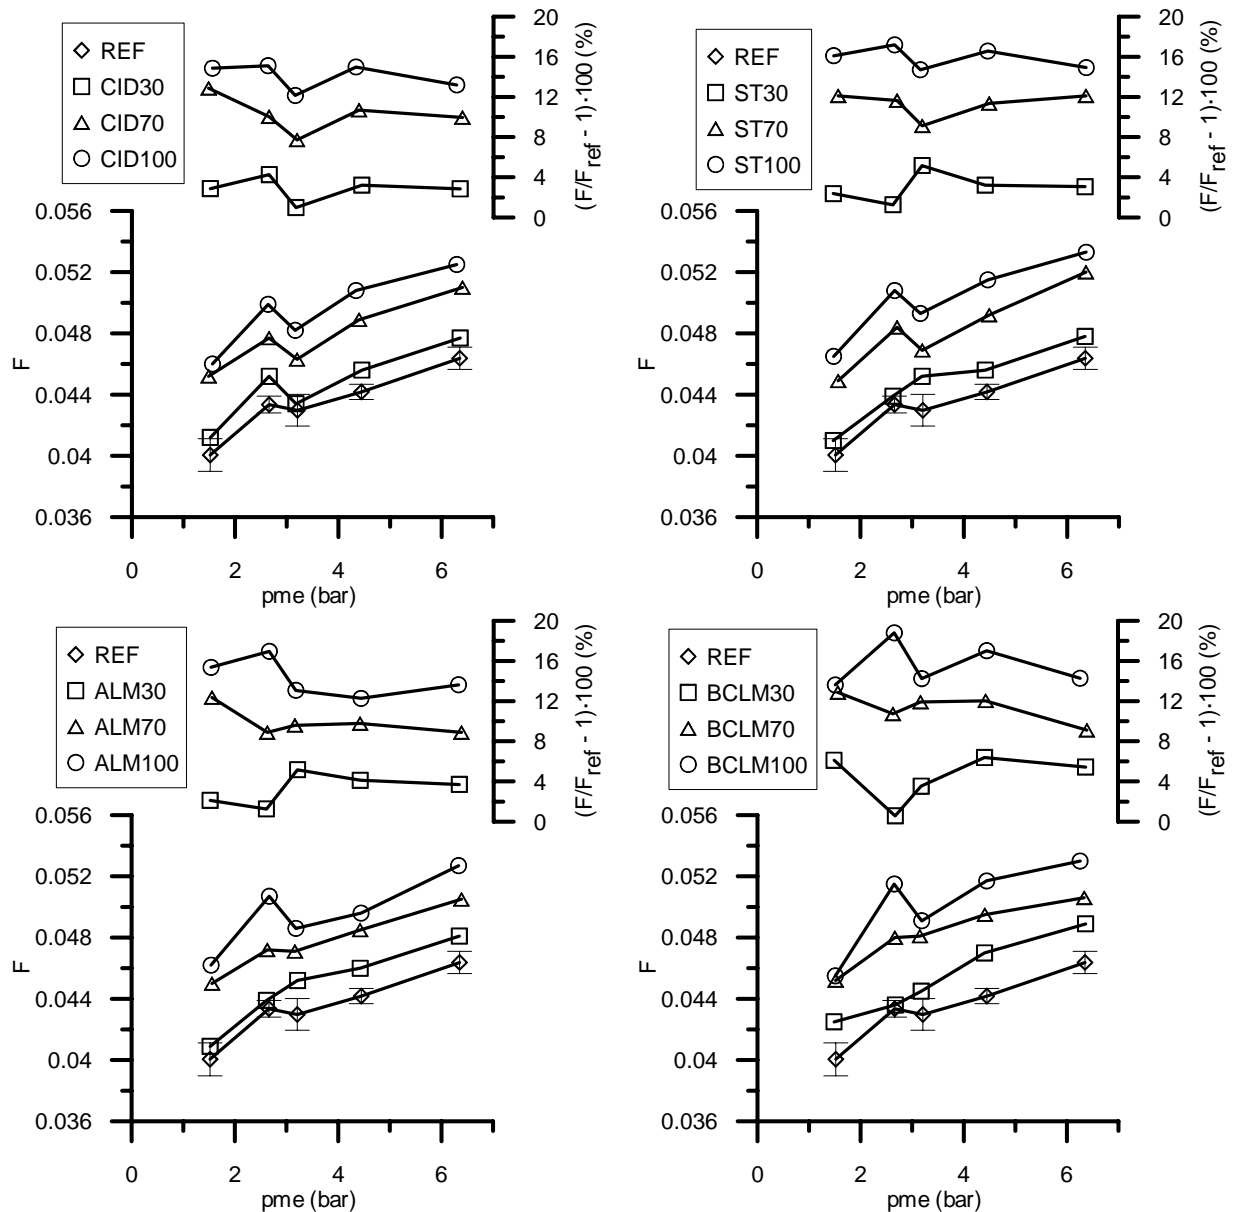 REF
CID30
CID70
CID100
20
16
12
8
4
0
(F/Fref - 1)·100 (%)
0.056
0.052
0.048
0.044
0.04
0.036
F
0 2 4 6
pme (bar)
REF
ST30
ST70
ST100
20
16
12
8
4
0
(F/Fref - 1)·100 (%)
0.056
0.052
0.048
0.044
0.04
0.036
F
0 2 4 6
pme (bar)
REF
ALM30
ALM70
ALM100
20
16
12
8
4
0
(F/Fref - 1)·100 (%)
0.056
0.052
0.048
0.044
0.04
0.036
F
0 2 4 6
pme (bar)
REF
BCLM30
BCLM70
BCLM100
20
16
12
8
4
0
(F/Fref - 1)·100 (%)
0.056
0.052
0.048
0.044
0.04
0.036
F
0 2 4 6
pme (bar)